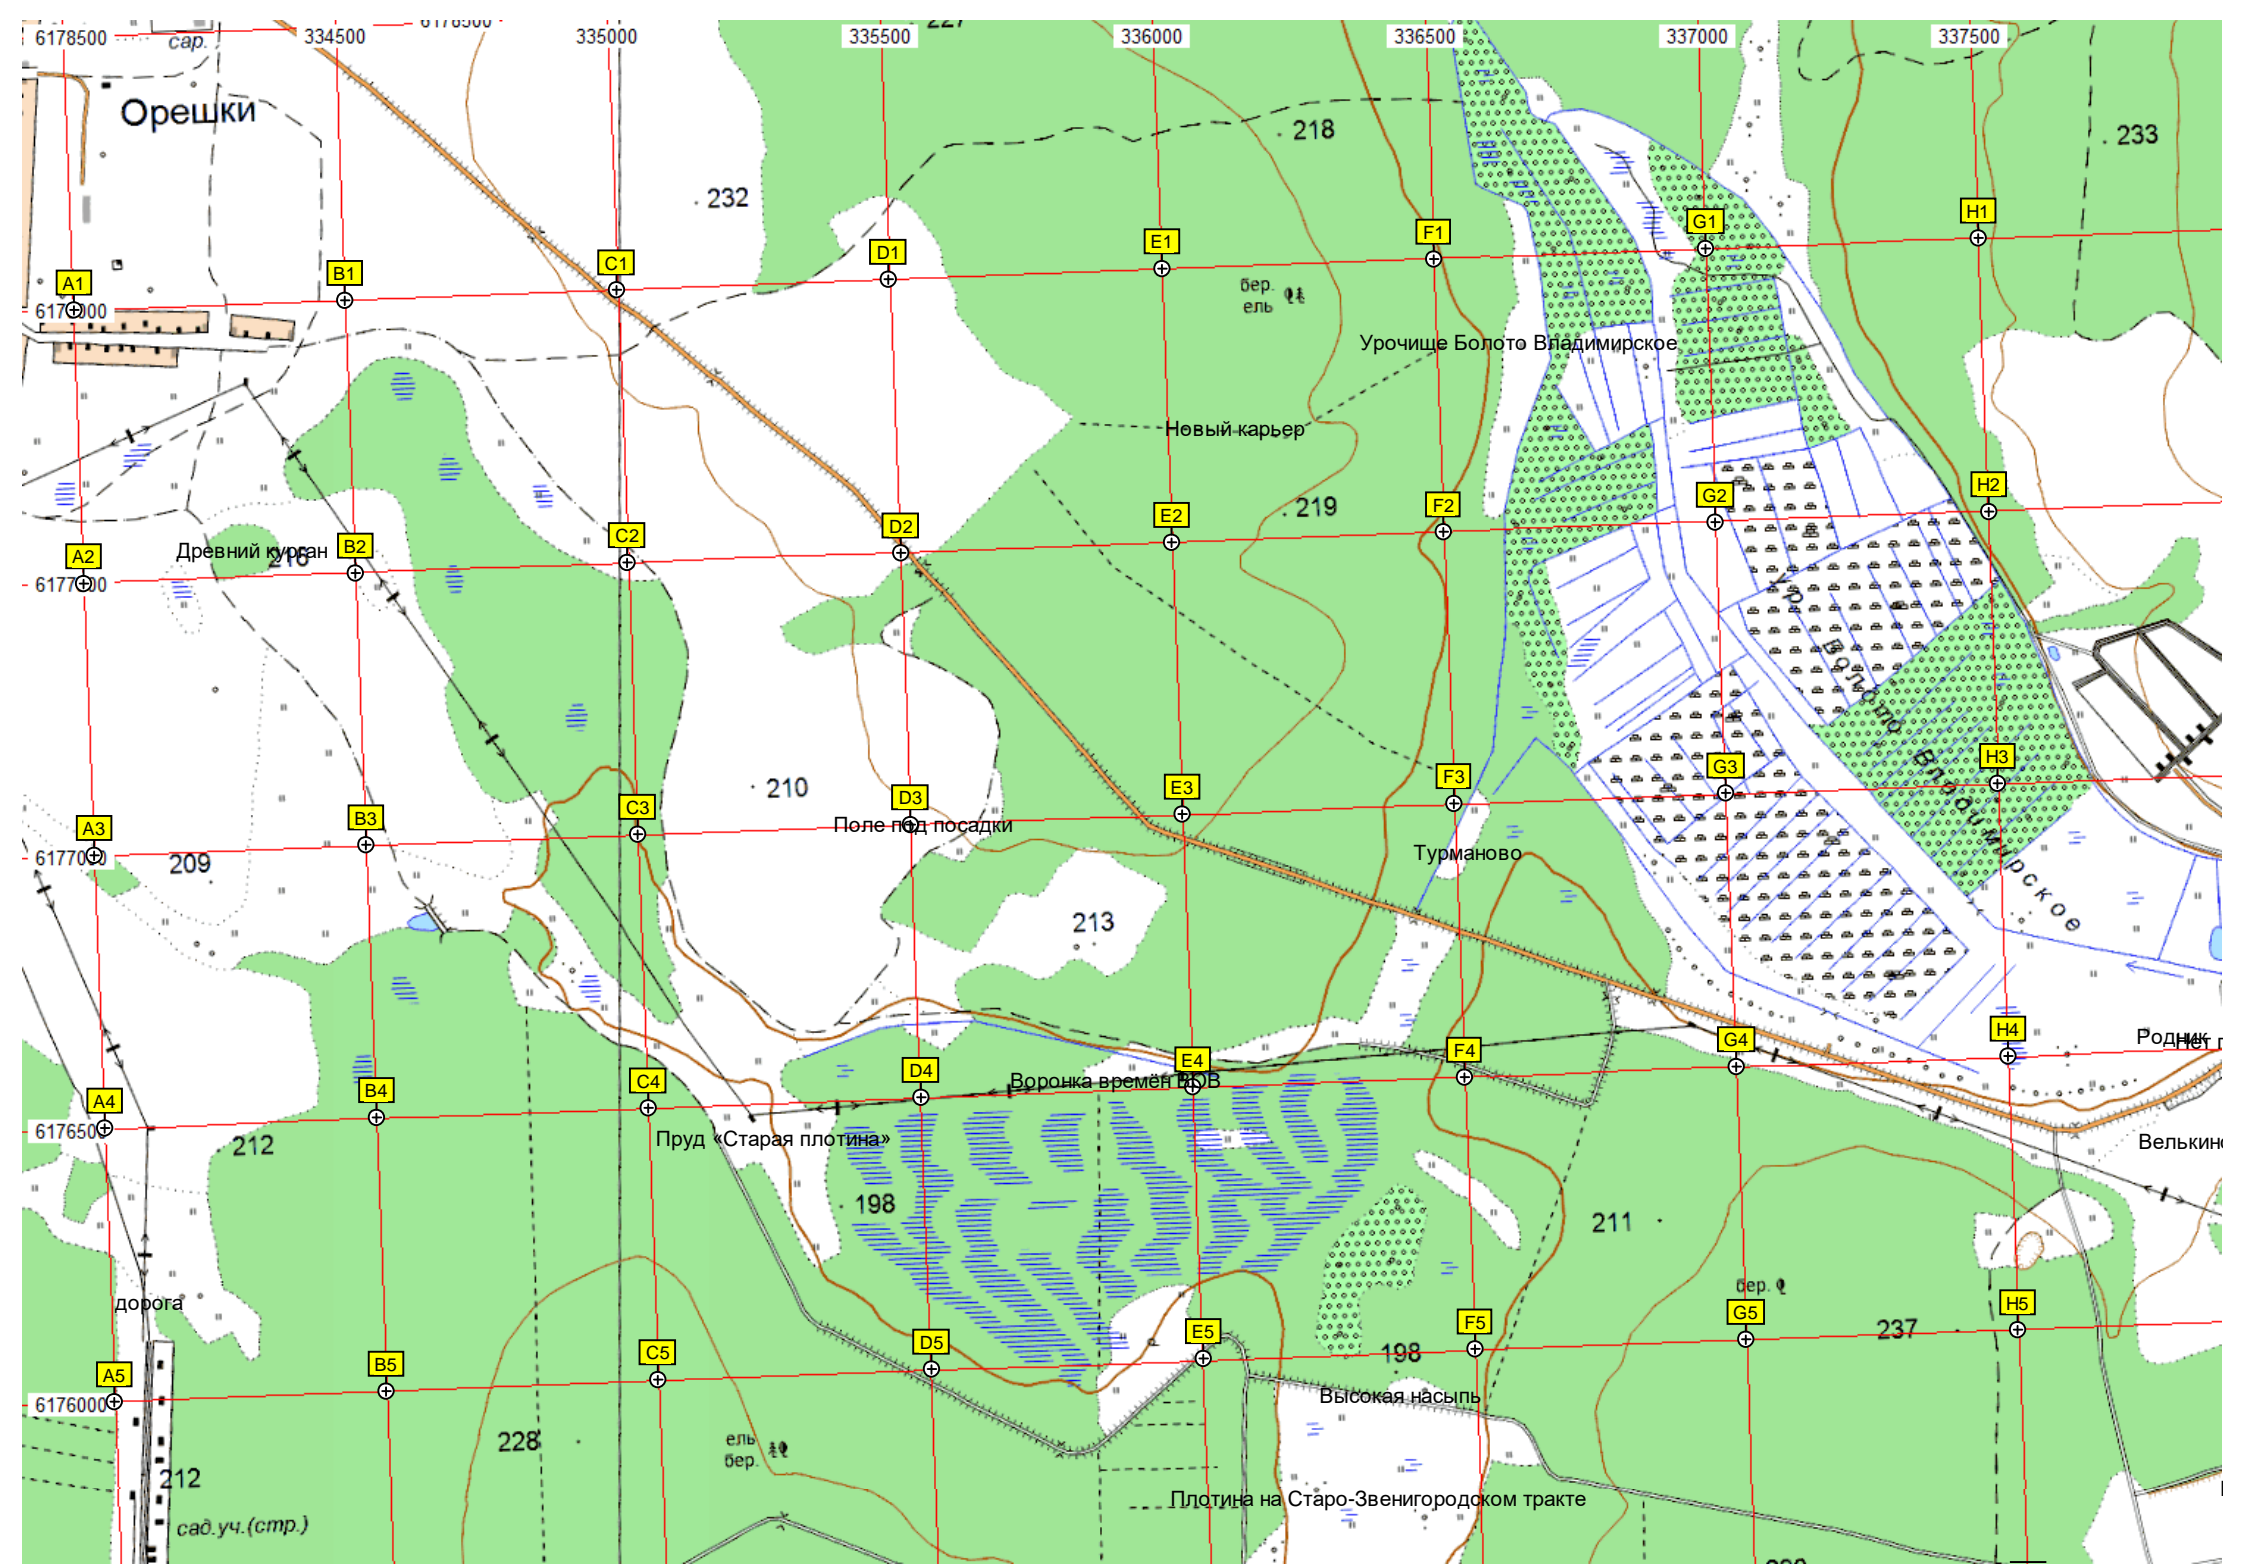 6178500
334500
6178500
335000
335500
227
336000
336500
337000
337500
сар.
Орешки
218
233
232
A1
B1
C1
D1
E1
F1
G1
H1
бер.
ель
Урочище Болото Владимирское
Новый карьер
219
A2
B2
C2
D2
E2
F2
G2
H2
Древний курган
216
Ур. Болото Владимирское
210
A3
B3
C3
D3
E3
F3
G3
H3
Поле под посадки
Турманово
209
213
A4
B4
C4
D4
E4
F4
G4
H4
Родник
Нет
Воронка времён ВОВ
6176500
212
Пруд «Старая плотина»
198
211
дорога
бер.
A5
B5
C5
D5
E5
F5
G5
H5
237
198
6176000
Высокая насыпь
228
ель
бер.
212
Плотина на Старо-Звенигородском тракте
сад.уч.(стр.)